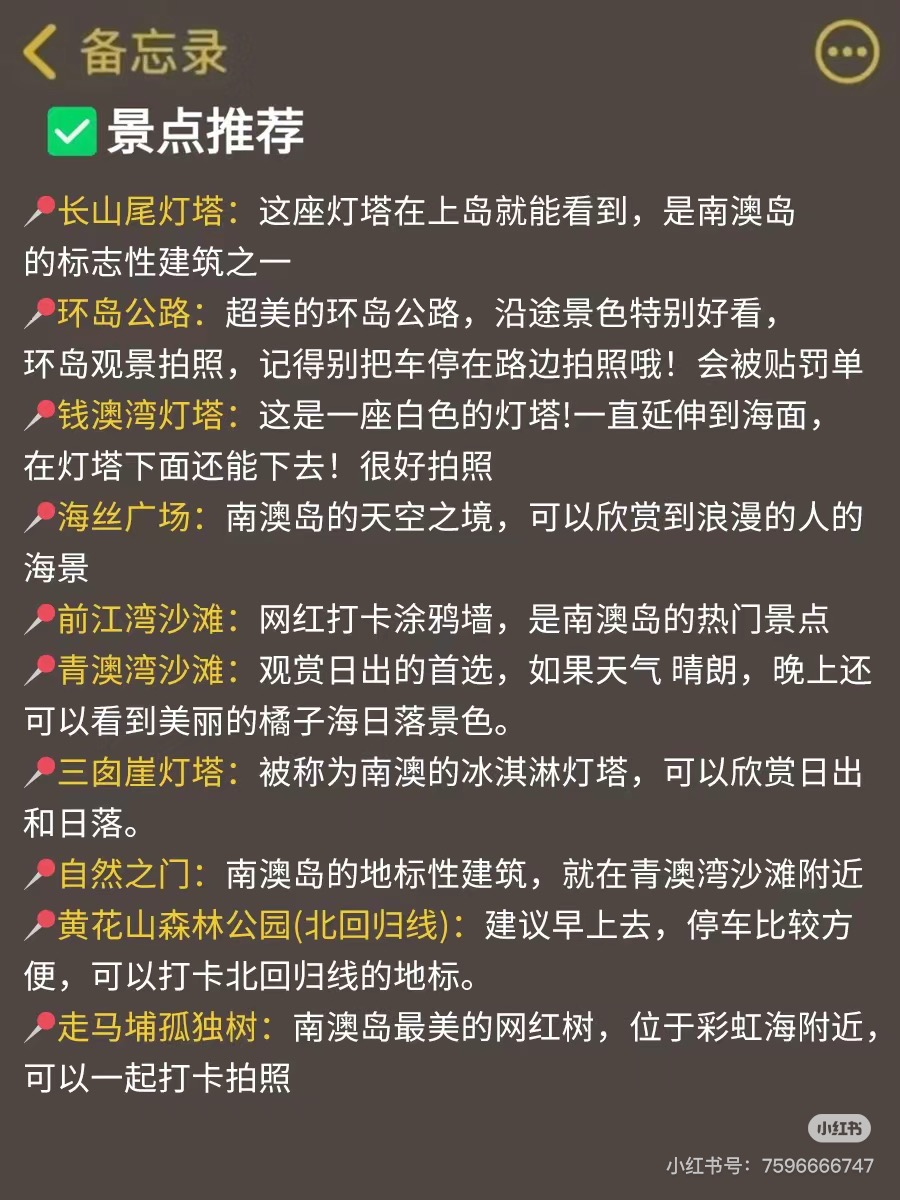 备忘录
✅景点推荐
📍长山尾灯塔：这座灯塔在上岛就能看到，是南澳岛
的标志性建筑之一
📍环岛公路：超美的环岛公路，沿途景色特别好看，
环岛观景拍照，记得别把车停在路边拍照哦！会被贴罚单
📍钱澳湾灯塔：这是一座白色的灯塔!一直延伸到海面，
在灯塔下面还能下去！很好拍照
📍海丝广场：南澳岛的天空之境，可以欣赏到浪漫的人的
海景
📍前江湾沙滩：网红打卡涂鸦墙，是南澳岛的热门景点
📍青澳湾沙滩：观赏日出的首选，如果天气 晴朗，晚上还
可以看到美丽的橘子海日落景色。
📍三囱崖灯塔：被称为南澳的冰淇淋灯塔，可以欣赏日出
和日落。
📍自然之门：南澳岛的地标性建筑，就在青澳湾沙滩附近
📍黄花山森林公园(北回归线)：建议早上去，停车比较方
便，可以打卡北回归线的地标。
📍走马埔孤独树：南澳岛最美的网红树，位于彩虹海附近，
可以一起打卡拍照
小红书
小红书号：7596666747